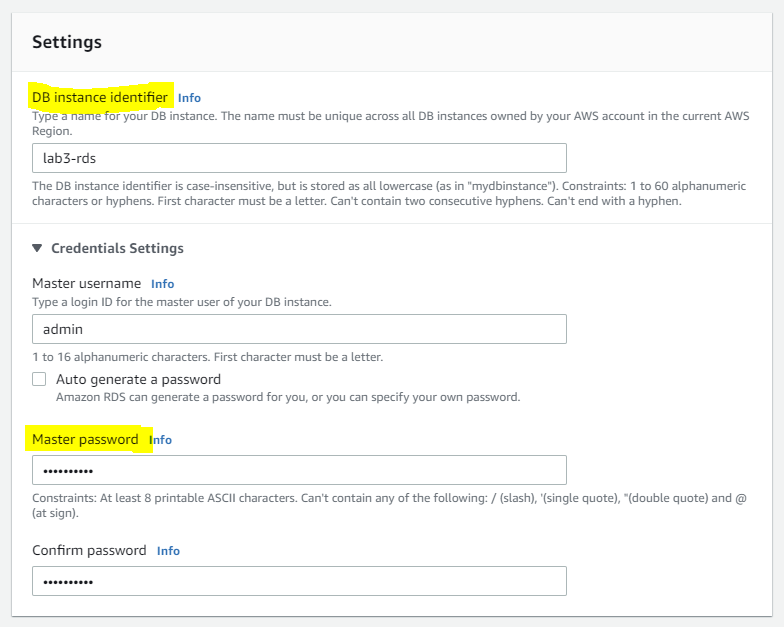 Settings
DB instance identifier Info
Type a name for your DB instance. The name must be unique across all DB instances owned by your AWS account in the current AWS
Region.
lab3-rds
The DB instance identifier is case-insensitive, but is stored as all lowercase (as in "mydbinstance"). Constraints: 1 to 60 alphanumeric
characters or hyphens. First character must be a letter. Can't contain two consecutive hyphens. Can't end with a hyphen.
Credentials Settings
Master username Info
Type a login ID for the master user of your DB instance.
admin
1 to 16 alphanumeric characters. First character must be a letter.
Auto generate a password
Amazon RDS can generate a password for you, or you can specify your own password.
Master password Info
••••••••••
Constraints: At least 8 printable ASCII characters. Can't contain any of the following: / (slash), '(single quote), "(double quote) and @
(at sign).
Confirm password Info
••••••••••